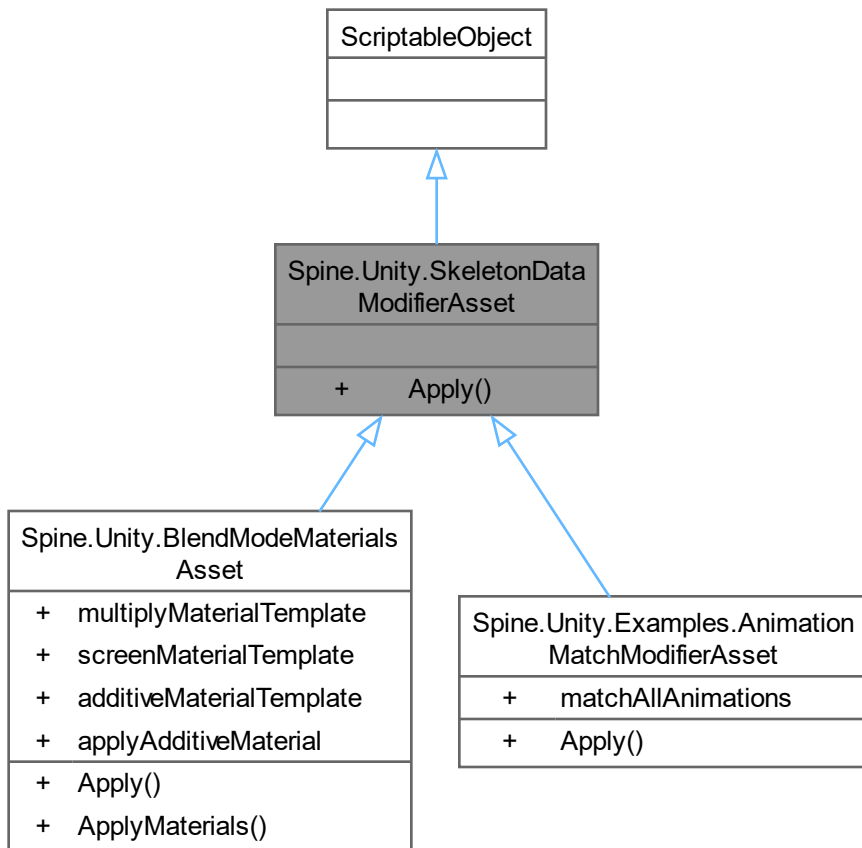 ScriptableObject
Spine.Unity.SkeletonData
ModifierAsset
+ Apply()
Spine.Unity.BlendModeMaterials
Asset
+ multiplyMaterialTemplate
+ screenMaterialTemplate
+ additiveMaterialTemplate
+ applyAdditiveMaterial
+ Apply()
+ ApplyMaterials()
Spine.Unity.Examples.Animation
MatchModifierAsset
+ matchAllAnimations
+ Apply()